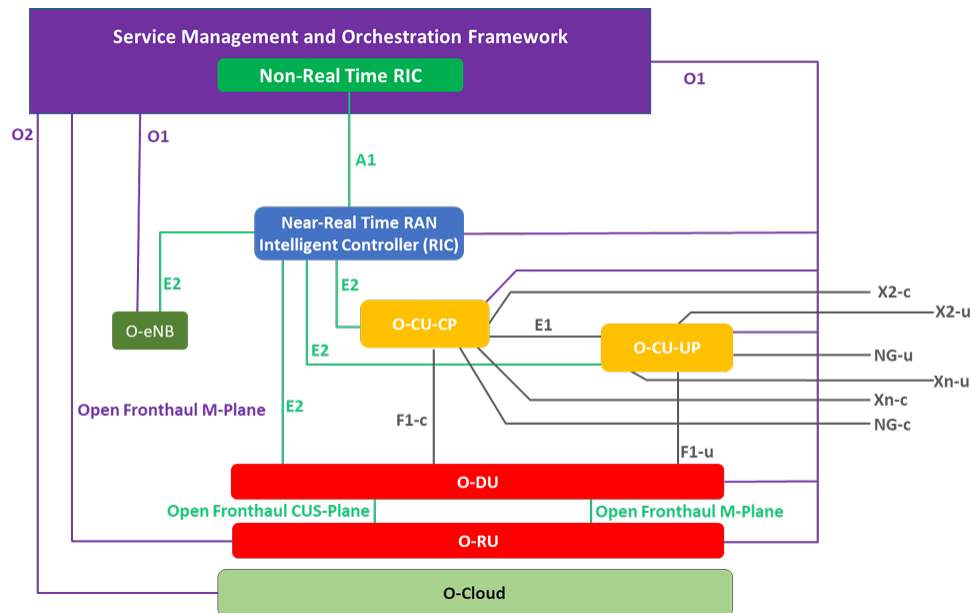 Service Management and Orchestration Framework
Non-Real Time RIC
O1
O2
O1
A1
Near-Real Time RAN
Intelligent Controller (RIC)
E2
E2
X2-c
O-CU-CP
E1
X2-u
O-eNB
O-CU-UP
E2
NG-u
Xn-u
Xn-c
Open Fronthaul M-Plane
E2
F1-c
NG-c
F1-u
O-DU
Open Fronthaul CUS-Plane
Open Fronthaul M-Plane
O-RU
O-Cloud